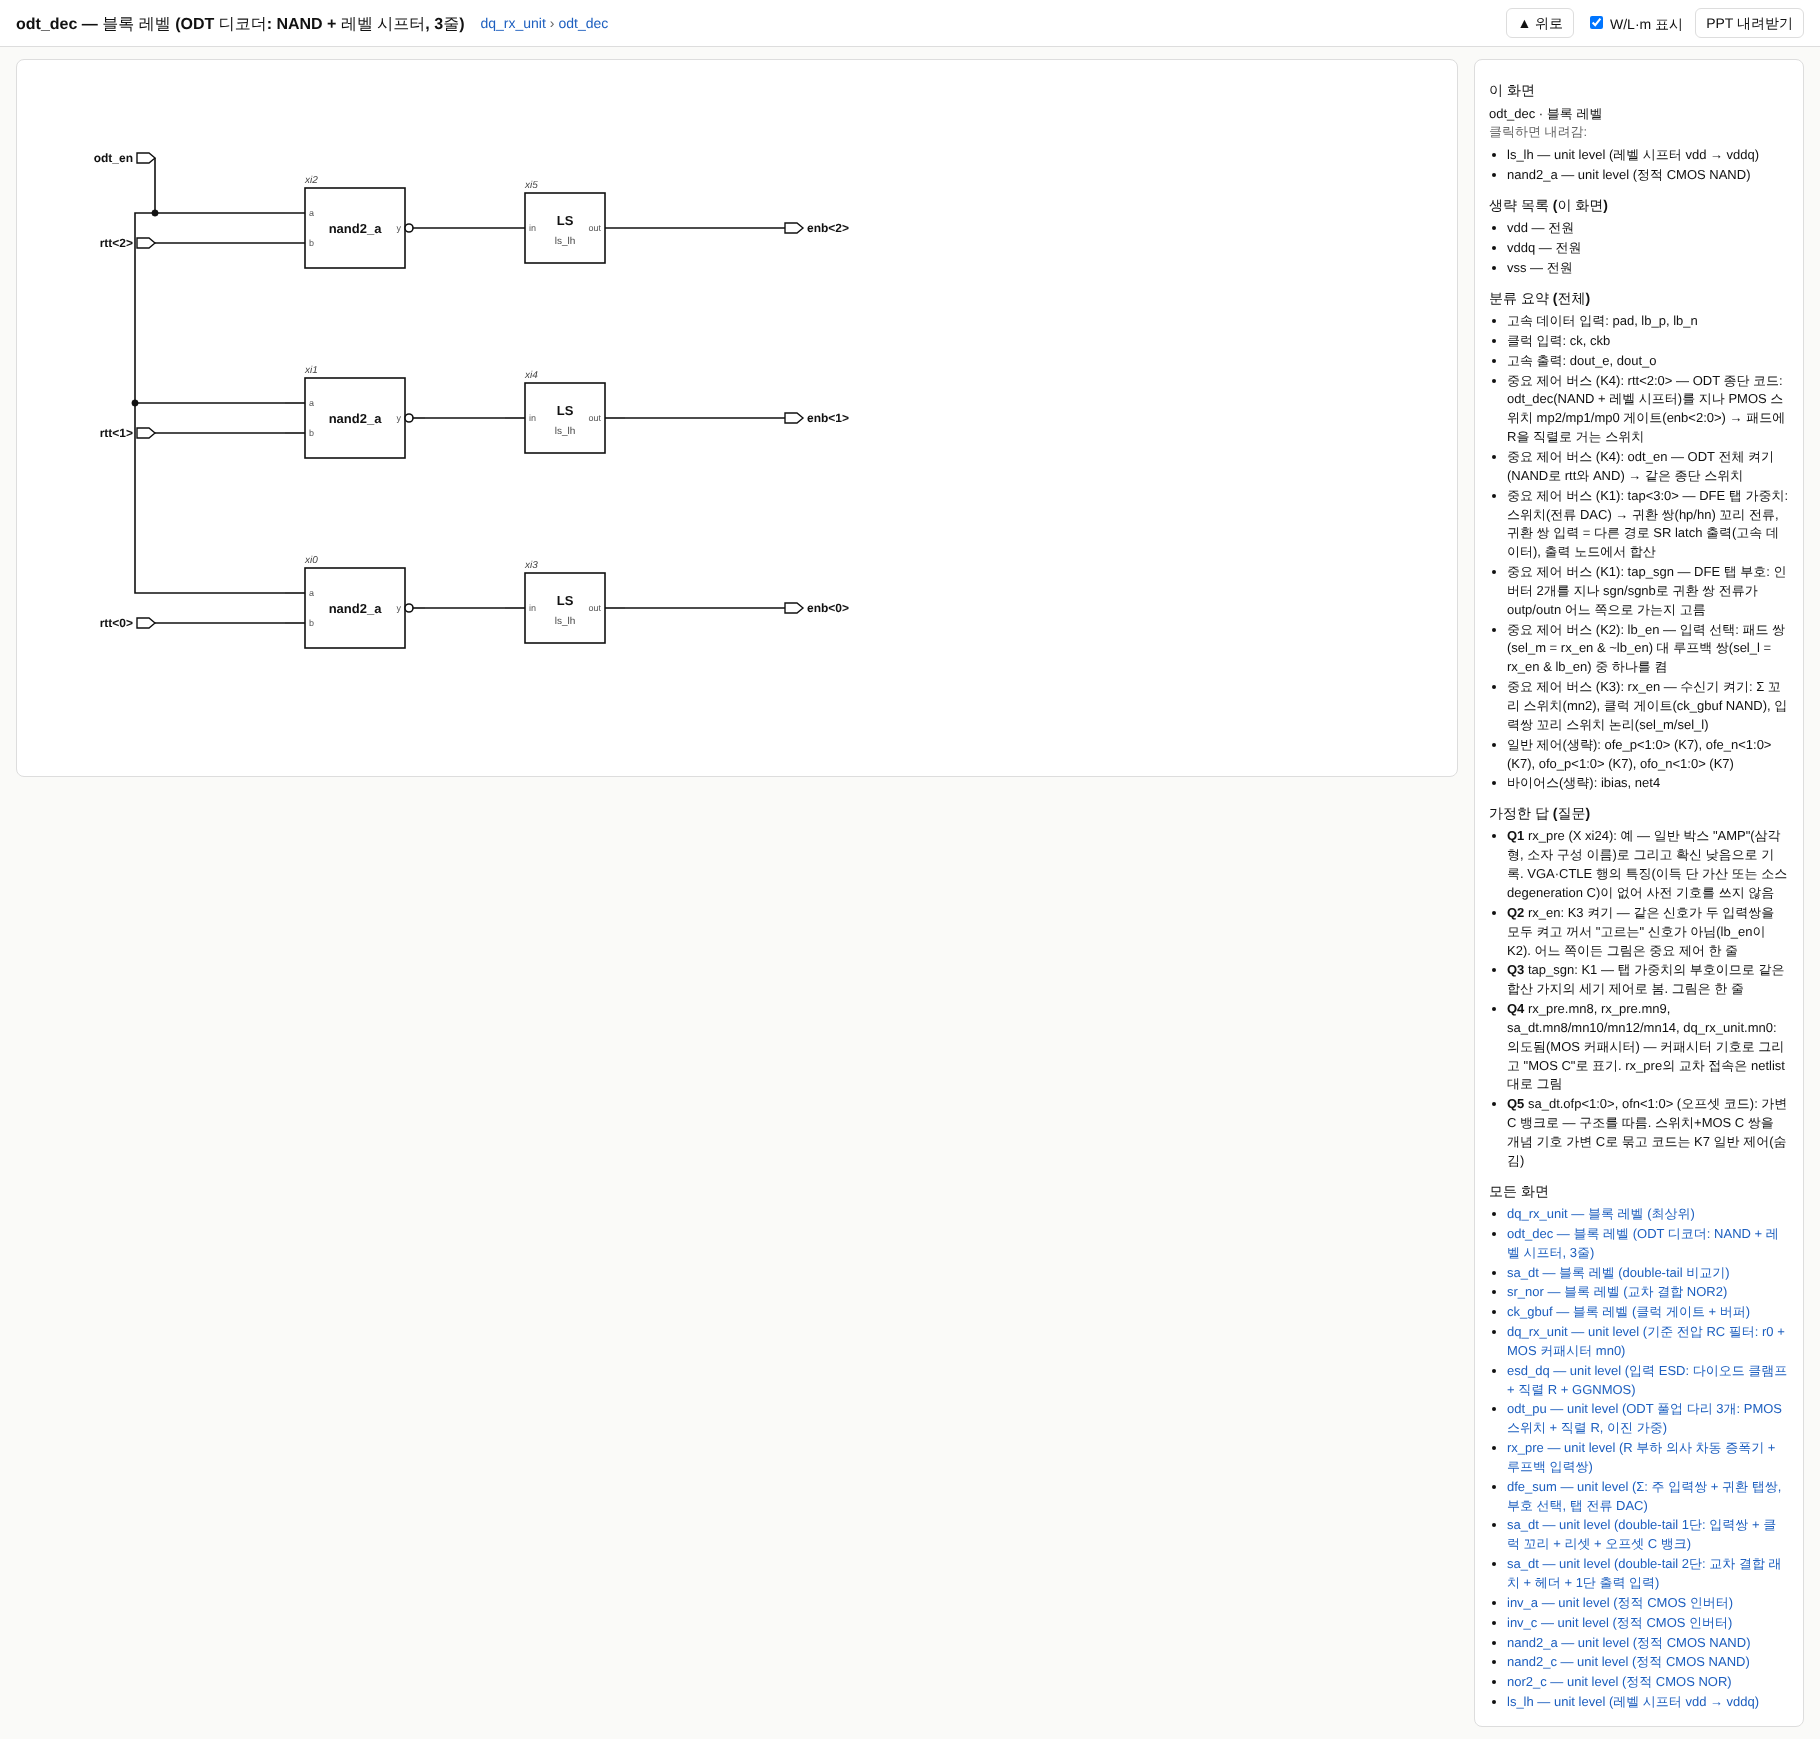 odt_dec — 블록 레벨 (ODT 디코더: NAND + 레벨 시프터, 3줄) dq_rx_unit › odt_dec ▲ 위로 W/L·m 표시 PPT 내려받기
odt_en
rtt<2>
xi2
a
b
nand2_a
y
xi5
in
LS
ls_lh
out
enb<2>
rtt<1>
xi1
a
b
nand2_a
y
xi4
in
LS
ls_lh
out
enb<1>
rtt<0>
xi0
a
b
nand2_a
y
xi3
in
LS
ls_lh
out
enb<0>
이 화면
odt_dec · 블록 레벨
클릭하면 내려감:
ls_lh — unit level (레벨 시프터 vdd → vddq)
nand2_a — unit level (정적 CMOS NAND)
생략 목록 (이 화면)
vdd — 전원
vddq — 전원
vss — 전원
분류 요약 (전체)
고속 데이터 입력: pad, lb_p, lb_n
클럭 입력: ck, ckb
고속 출력: dout_e, dout_o
중요 제어 버스 (K4): rtt<2:0> — ODT 종단 코드:
odt_dec(NAND + 레벨 시프터)를 지나 PMOS 스
위치 mp2/mp1/mp0 게이트(enb<2:0>) → 패드에
R을 직렬로 거는 스위치
중요 제어 버스 (K4): odt_en — ODT 전체 켜기
(NAND로 rtt와 AND) → 같은 종단 스위치
중요 제어 버스 (K1): tap<3:0> — DFE 탭 가중치:
스위치(전류 DAC) → 귀환 쌍(hp/hn) 꼬리 전류,
귀환 쌍 입력 = 다른 경로 SR latch 출력(고속 데
이터), 출력 노드에서 합산
중요 제어 버스 (K1): tap_sgn — DFE 탭 부호: 인
버터 2개를 지나 sgn/sgnb로 귀환 쌍 전류가
outp/outn 어느 쪽으로 가는지 고름
중요 제어 버스 (K2): lb_en — 입력 선택: 패드 쌍
(sel_m = rx_en & ~lb_en) 대 루프백 쌍(sel_l =
rx_en & lb_en) 중 하나를 켬
중요 제어 버스 (K3): rx_en — 수신기 켜기: Σ 꼬
리 스위치(mn2), 클럭 게이트(ck_gbuf NAND), 입
력쌍 꼬리 스위치 논리(sel_m/sel_l)
일반 제어(생략): ofe_p<1:0> (K7), ofe_n<1:0>
(K7), ofo_p<1:0> (K7), ofo_n<1:0> (K7)
바이어스(생략): ibias, net4
가정한 답 (질문)
Q1 rx_pre (X xi24): 예 — 일반 박스 "AMP"(삼각
형, 소자 구성 이름)로 그리고 확신 낮음으로 기
록. VGA·CTLE 행의 특징(이득 단 가산 또는 소스
degeneration C)이 없어 사전 기호를 쓰지 않음
Q2 rx_en: K3 켜기 — 같은 신호가 두 입력쌍을
모두 켜고 꺼서 "고르는" 신호가 아님(lb_en이
K2). 어느 쪽이든 그림은 중요 제어 한 줄
Q3 tap_sgn: K1 — 탭 가중치의 부호이므로 같은
합산 가지의 세기 제어로 봄. 그림은 한 줄
Q4 rx_pre.mn8, rx_pre.mn9,
sa_dt.mn8/mn10/mn12/mn14, dq_rx_unit.mn0:
의도됨(MOS 커패시터) — 커패시터 기호로 그리
고 "MOS C"로 표기. rx_pre의 교차 접속은 netlist
대로 그림
Q5 sa_dt.ofp<1:0>, ofn<1:0> (오프셋 코드): 가변
C 뱅크로 — 구조를 따름. 스위치+MOS C 쌍을
개념 기호 가변 C로 묶고 코드는 K7 일반 제어(숨
김)
모든 화면
dq_rx_unit — 블록 레벨 (최상위)
odt_dec — 블록 레벨 (ODT 디코더: NAND + 레
벨 시프터, 3줄)
sa_dt — 블록 레벨 (double-tail 비교기)
sr_nor — 블록 레벨 (교차 결합 NOR2)
ck_gbuf — 블록 레벨 (클럭 게이트 + 버퍼)
dq_rx_unit — unit level (기준 전압 RC 필터: r0 +
MOS 커패시터 mn0)
esd_dq — unit level (입력 ESD: 다이오드 클램프
+ 직렬 R + GGNMOS)
odt_pu — unit level (ODT 풀업 다리 3개: PMOS
스위치 + 직렬 R, 이진 가중)
rx_pre — unit level (R 부하 의사 차동 증폭기 +
루프백 입력쌍)
dfe_sum — unit level (Σ: 주 입력쌍 + 귀환 탭쌍,
부호 선택, 탭 전류 DAC)
sa_dt — unit level (double-tail 1단: 입력쌍 + 클
럭 꼬리 + 리셋 + 오프셋 C 뱅크)
sa_dt — unit level (double-tail 2단: 교차 결합 래
치 + 헤더 + 1단 출력 입력)
inv_a — unit level (정적 CMOS 인버터)
inv_c — unit level (정적 CMOS 인버터)
nand2_a — unit level (정적 CMOS NAND)
nand2_c — unit level (정적 CMOS NAND)
nor2_c — unit level (정적 CMOS NOR)
ls_lh — unit level (레벨 시프터 vdd → vddq)